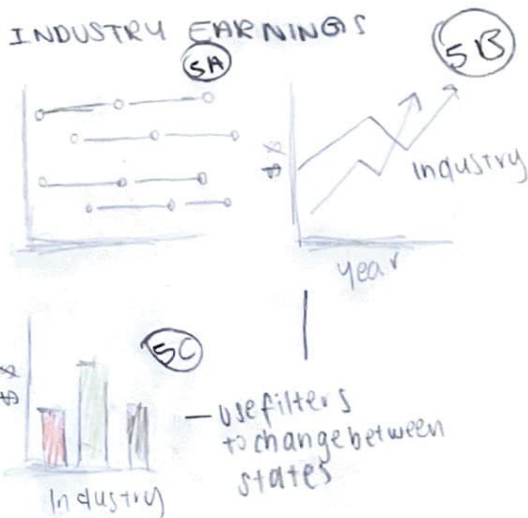 INDUSTRY EARNINGS
5A
5B
Industry
year
5C
Industry
— use filters
to change between
states